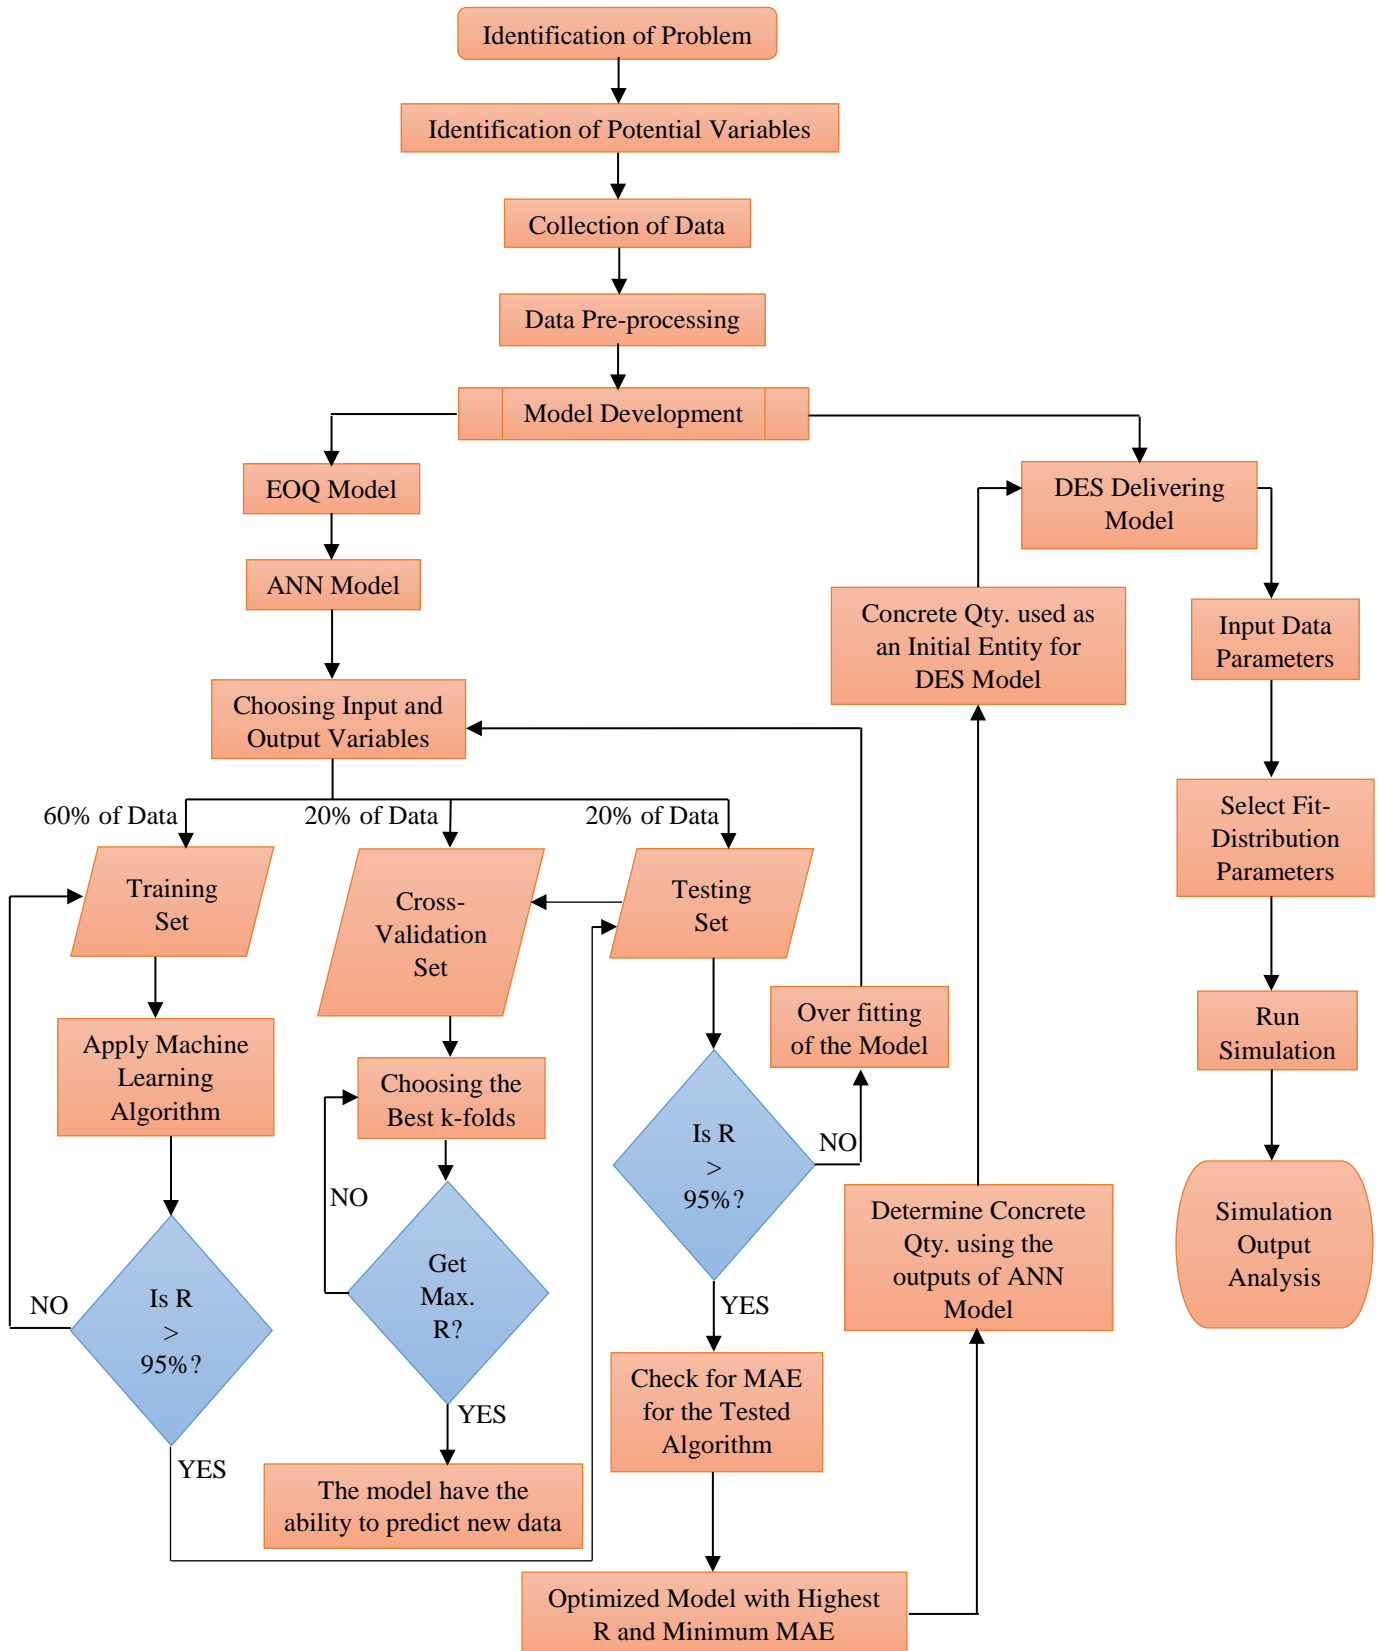 Identification of Problem
Identification of Potential Variables
Collection of Data
Data Pre-processing
Model Development
EOQ Model
ANN Model
Choosing Input and
Output Variables
60% of Data
20% of Data
20% of Data
Training
Set
Cross-
Validation
Set
Testing
Set
Apply Machine
Learning
Algorithm
Choosing the
Best k-folds
Over fitting
of the Model
Is R
>
95%?
NO
YES
Get
Max.
R?
NO
YES
Is R
>
95%?
NO
YES
The model have the
ability to predict new data
Check for MAE
for the Tested
Algorithm
Optimized Model with Highest
R and Minimum MAE
Determine Concrete
Qty. using the
outputs of ANN
Model
Concrete Qty. used as
an Initial Entity for
DES Model
DES Delivering
Model
Input Data
Parameters
Select Fit-
Distribution
Parameters
Run
Simulation
Simulation
Output
Analysis